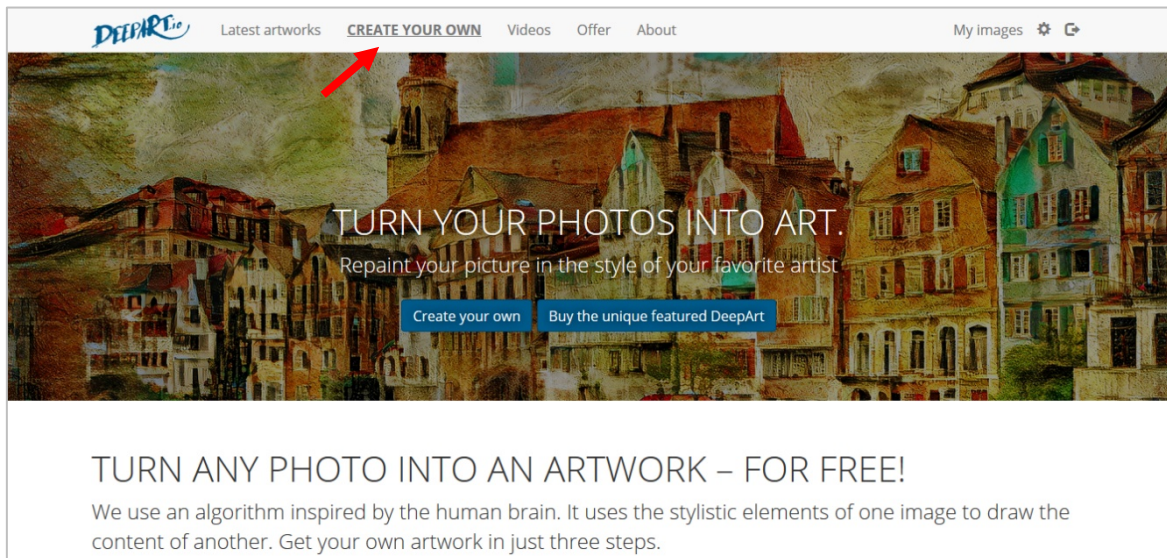 DEEPART.io Latest artworks CREATE YOUR OWN Videos Offer About My images
TURN YOUR PHOTOS INTO ART.
Repaint your picture in the style of your favorite artist
Create your own Buy the unique featured DeepArt
TURN ANY PHOTO INTO AN ARTWORK – FOR FREE!
We use an algorithm inspired by the human brain. It uses the stylistic elements of one image to draw the
content of another. Get your own artwork in just three steps.